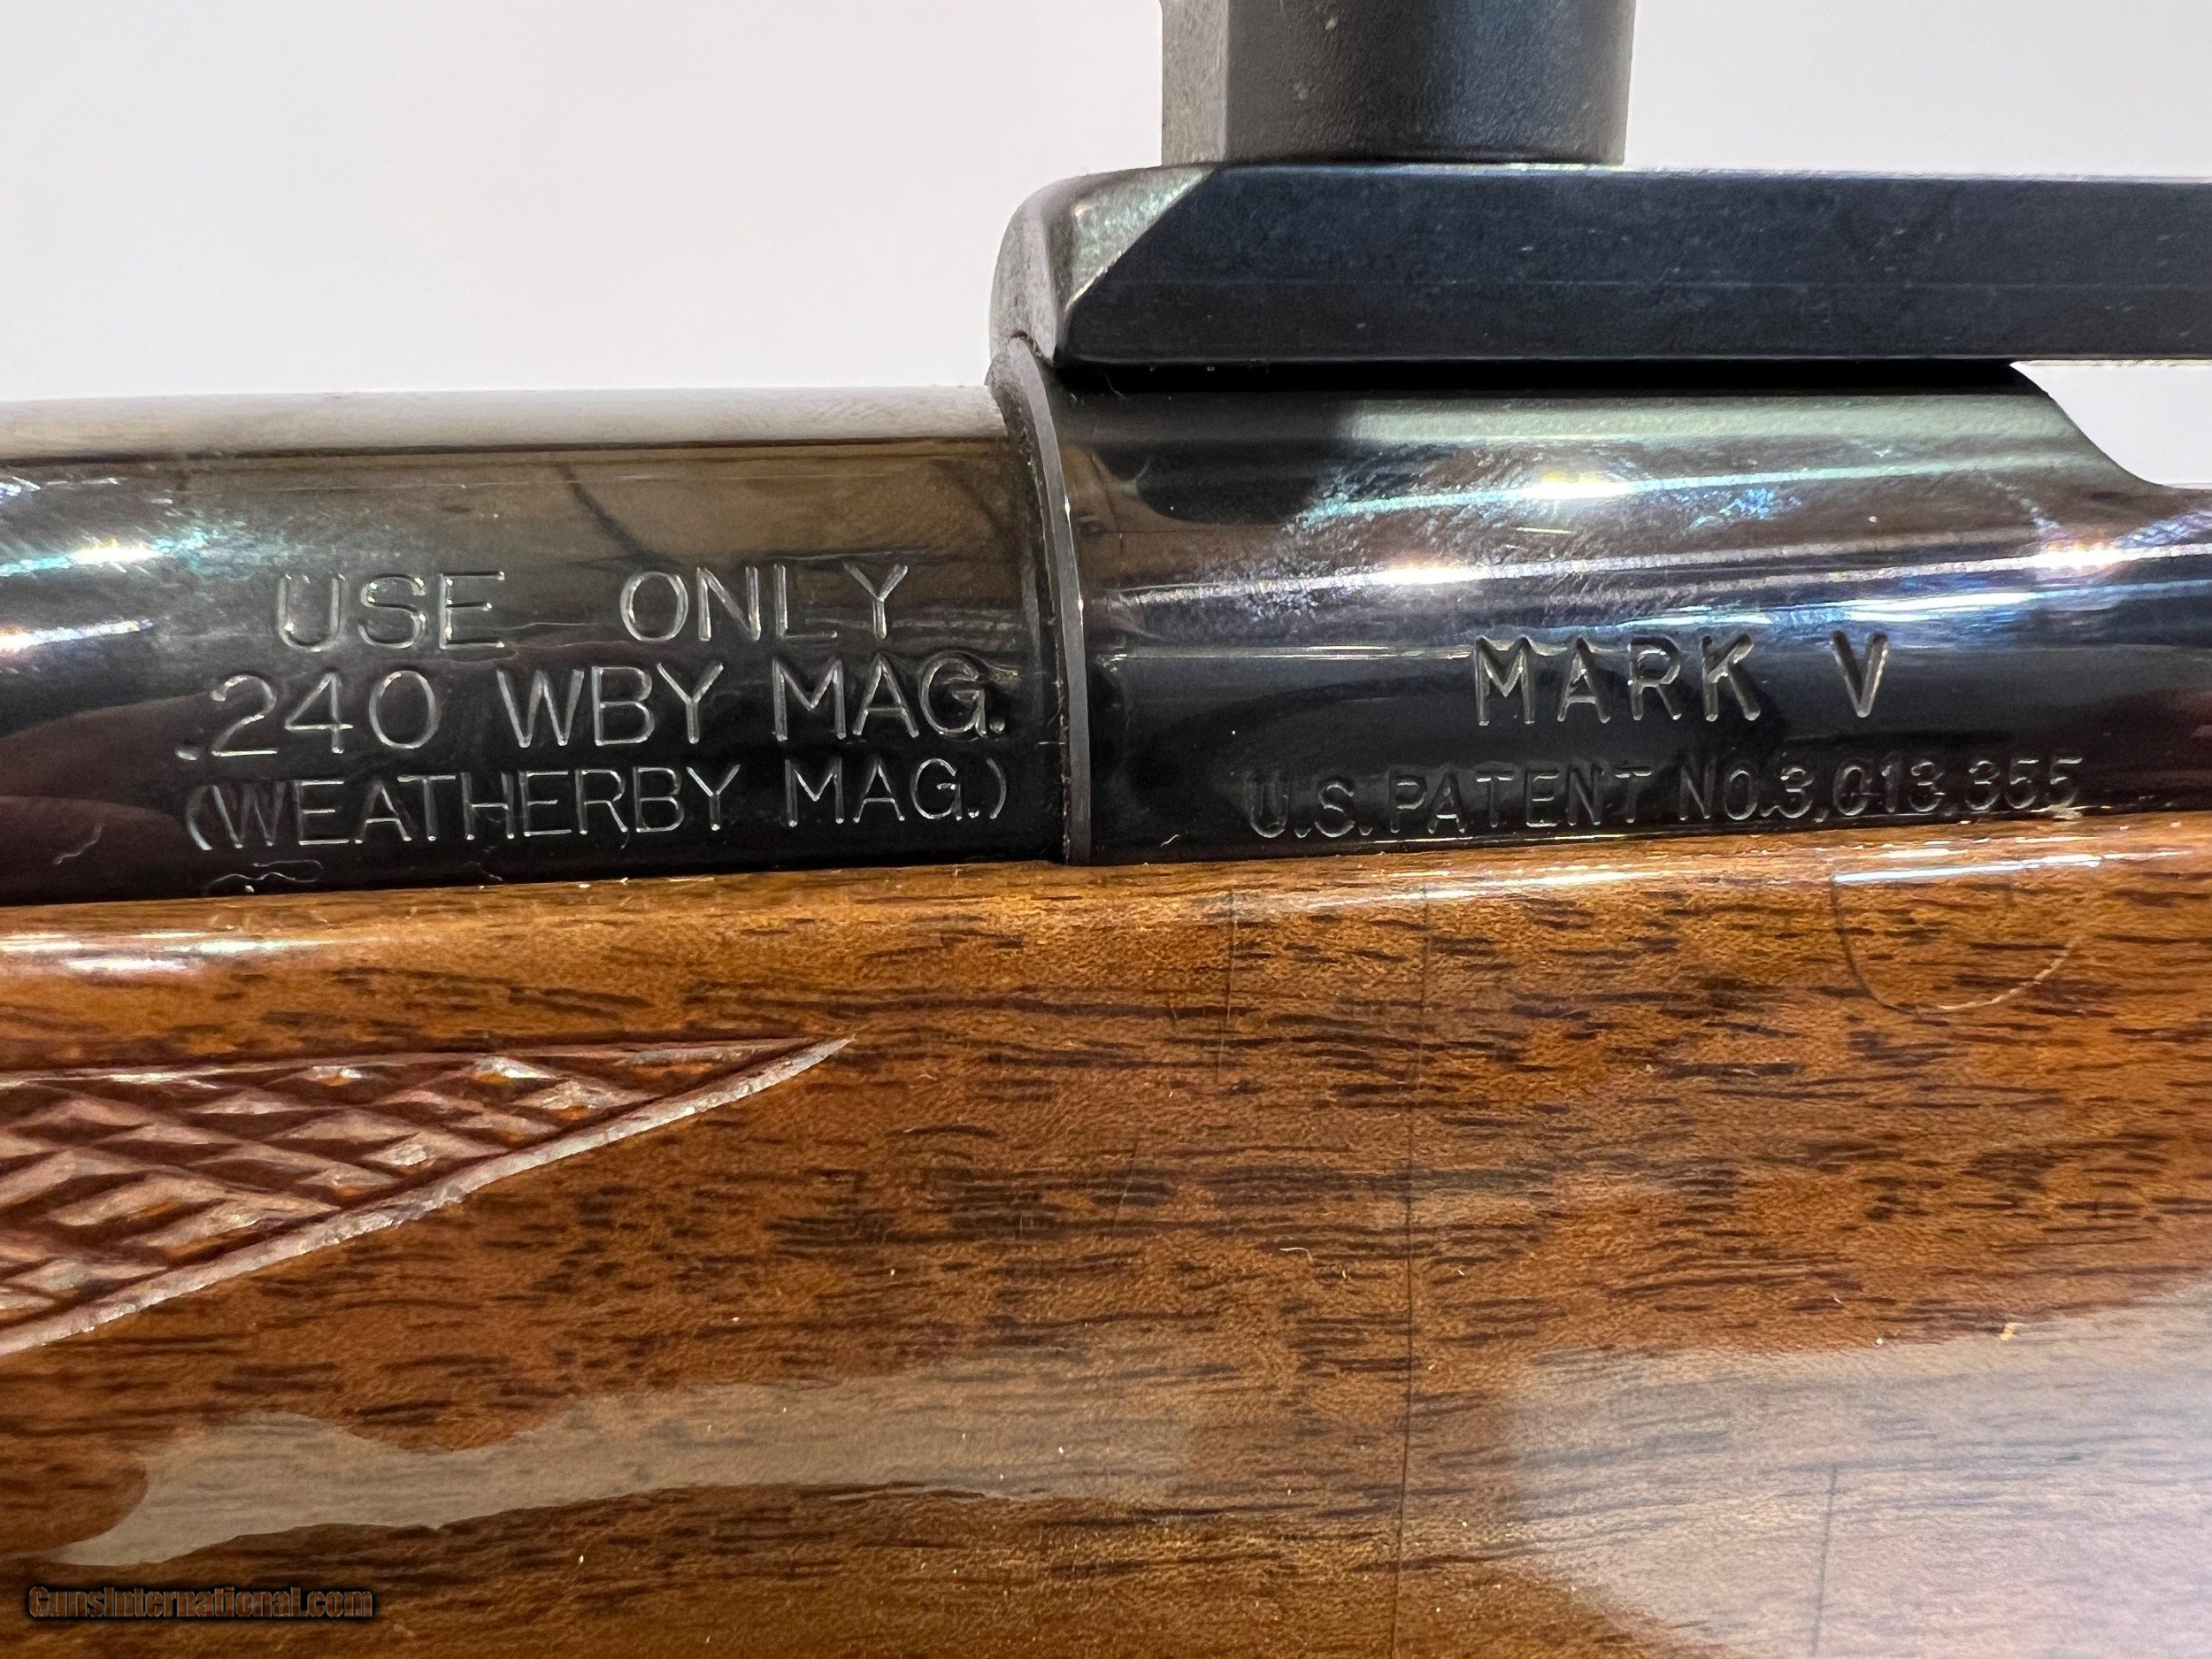 USE ONLY
.240 WBY MAG.
(WEATHERBY MAG.)
MARK V
U.S. PATENT NO.3,013,355
GunsInternational.com